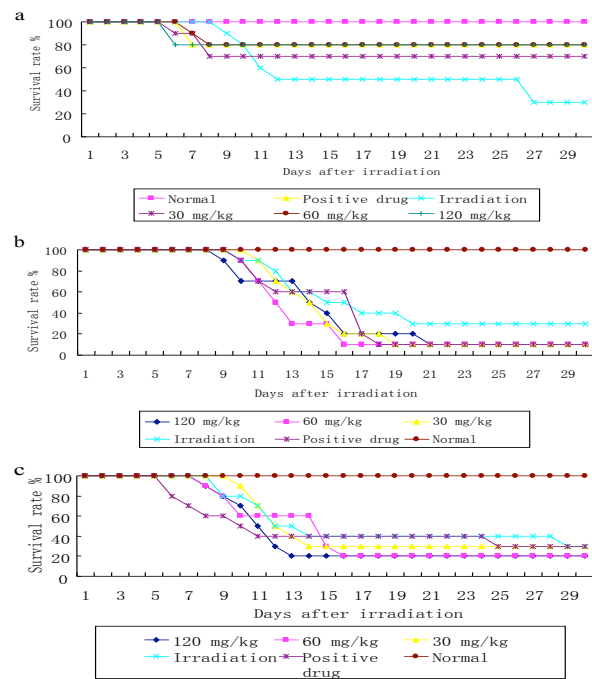 a
Survival rate %
100
80
60
40
20
0
1 3 5 7 9 11 13 15 17 19 21 23 25 27 29
Days after irradiation
Normal Positive drug Irradiation
30 mg/kg 60 mg/kg 120 mg/kg
b
Survival rate %
100
80
60
40
20
0
1 3 5 7 9 11 13 15 17 19 21 23 25 27 29
Days after irradiation
120 mg/kg 60 mg/kg 30 mg/kg
Irradiation Positive drug Normal
c
Survival rate %
100
80
60
40
20
0
1 3 5 7 9 11 13 15 17 19 21 23 25 27 29
Days after irradiation
120 mg/kg 60 mg/kg 30 mg/kg
Irradiation Positive Normal
drug